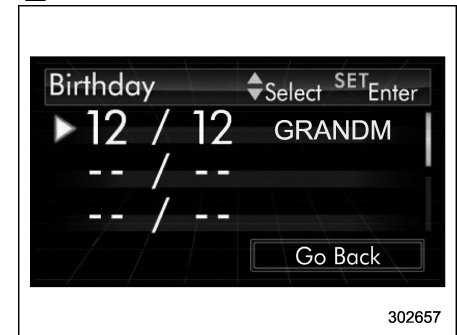 Birthday Select SET Enter
12 / 12 GRANDM
-- / --
-- / --
Go Back
302657